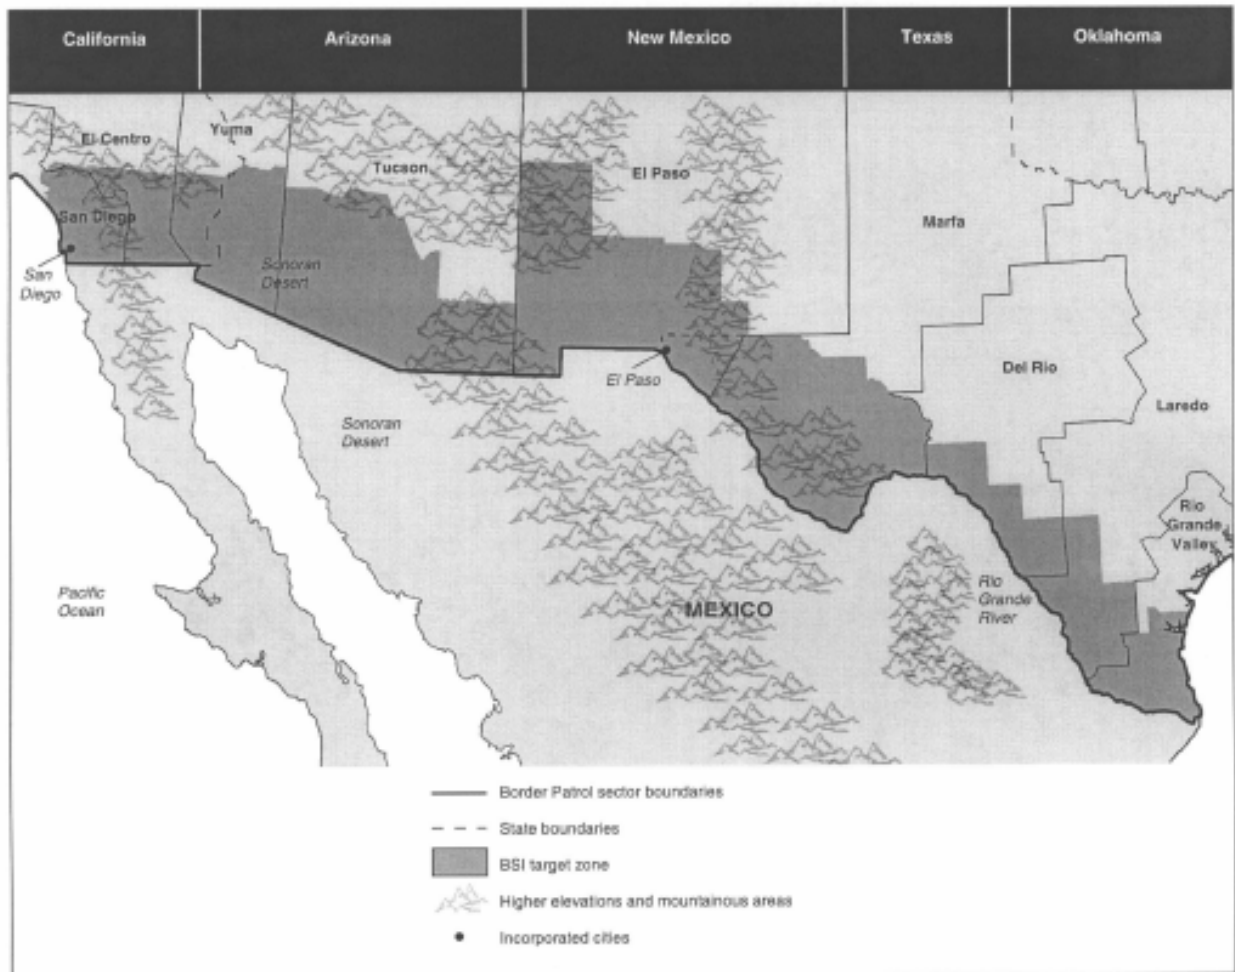 California
Arizona
New Mexico
Texas
Oklahoma
El Centro
Yuma
Tucson
El Paso
San Diego
Marfa
San
Diego
Sonoran
Desert
El Paso
Del Rio
Laredo
Sonoran
Desert
Rio
Grande
Valley
Pacific
Ocean
MEXICO
Rio
Grande
River
Border Patrol sector boundaries
State boundaries
BSI target zone
Higher elevations and mountainous areas
Incorporated cities